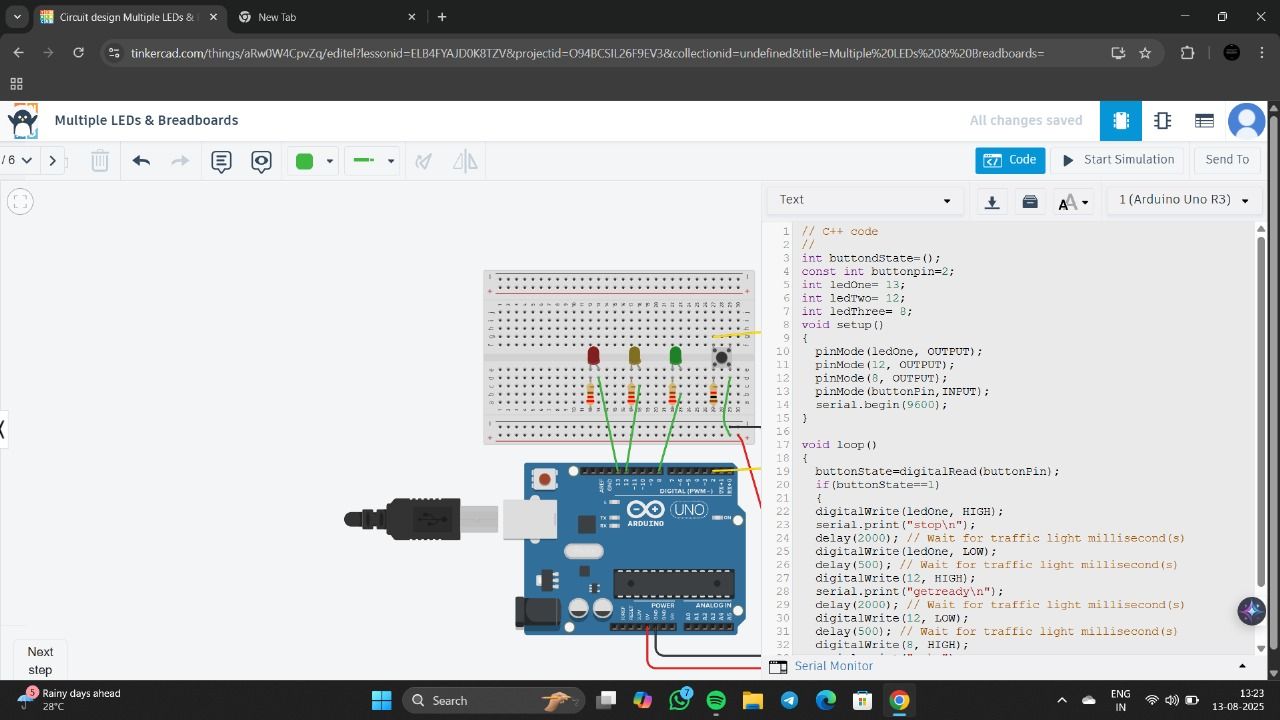 Circuit design Multiple LEDs &
New Tab
tinkercad.com/things/aRw0W4CpvZq/editel?lessonid=ELB4FYAJD0K8TZV&projectid=O94BCSIL26F9EV3&collectionid=undefined&title=Multiple%20LEDs%20&%20Breadboards=
Multiple LEDs & Breadboards
All changes saved
/ 6
Code
Start Simulation
Send To
Text
AA
1 (Arduino Uno R3)
1 // C++ code
2 //
3 int buttondState=();
4 const int buttonpin=2;
5 int ledOne= 13;
6 int ledTwo= 12;
7 int ledThree= 8;
8 void setup()
9 {
10 pinMode(ledOne, OUTPUT);
11 pinMode(12, OUTPUT);
12 pinMode(8, OUTPUT);
13 pinMode(buttonPin,INPUT);
14 serial.begin(9600);
15 }
16
17 void loop()
18 {
19 buttonState=digitalRead(buttonPin);
20 if(buttonState==1)
21 {
22 digitalWrite(ledOne, HIGH);
23 serial.print("stop\n");
24 delay(2000); // Wait for traffic light millisecond(s)
25 digitalWrite(ledOne, LOW);
26 delay(500); // Wait for traffic light millisecond(s)
27 digitalWrite(12, HIGH);
28 serial.print("getready\n");
29 delay(2000); // Wait for traffic light millisecond(s)
30 digitalWrite(12, LOW);
31 delay(500); // Wait for traffic light millisecond(s)
32 digitalWrite(8, HIGH);
DIGITAL (PWM~)
UNO
ARDUINO
TX
RX
ON
POWER
ANALOG IN
Next
step
Serial Monitor
5
Rainy days ahead
28°C
Search
7
ENG
IN
13:23
13-08-2025